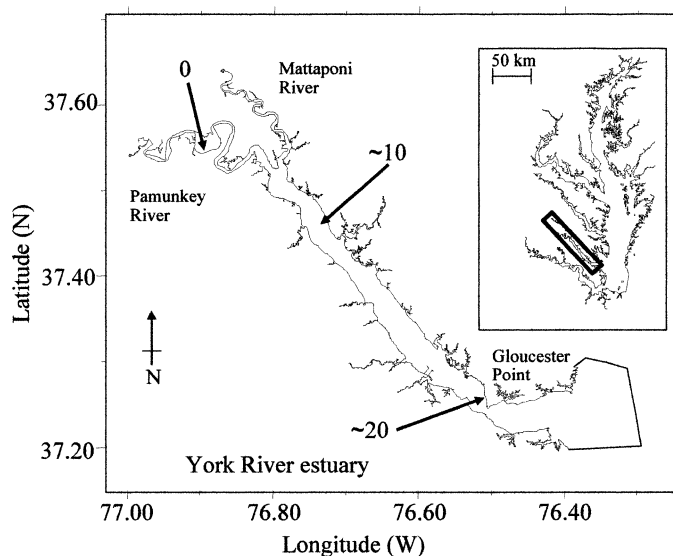 0
Mattaponi
River
50 km
37.60
~10
Pamunkey
River
Latitude (N)
37.40
N
Gloucester
Point
~20
37.20
York River estuary
77.00
76.80
76.60
76.40
Longitude (W)